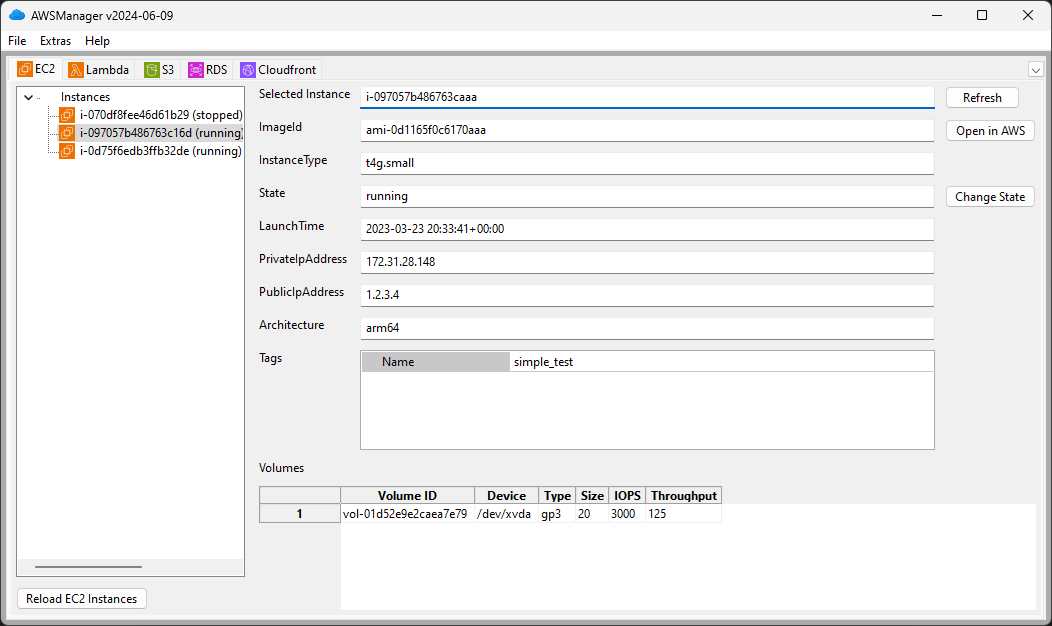 AWSManager v2024-06-09
File Extras Help
EC2 Lambda S3 RDS Cloudfront
Instances
i-070df8fee46d61b29 (stopped)
i-097057b486763c16d (running)
i-0d75f6edb3ffb32de (running)
Reload EC2 Instances
Selected Instance i-097057b486763caaa Refresh
ImageId ami-0d1165f0c6170aaa Open in AWS
InstanceType t4g.small
State running Change State
LaunchTime 2023-03-23 20:33:41+00:00
PrivateIpAddress 172.31.28.148
PublicIpAddress 1.2.3.4
Architecture arm64
Tags Name simple_test
Volumes
Volume ID Device Type Size IOPS Throughput
1 vol-01d52e9e2caea7e79 /dev/xvda gp3 20 3000 125